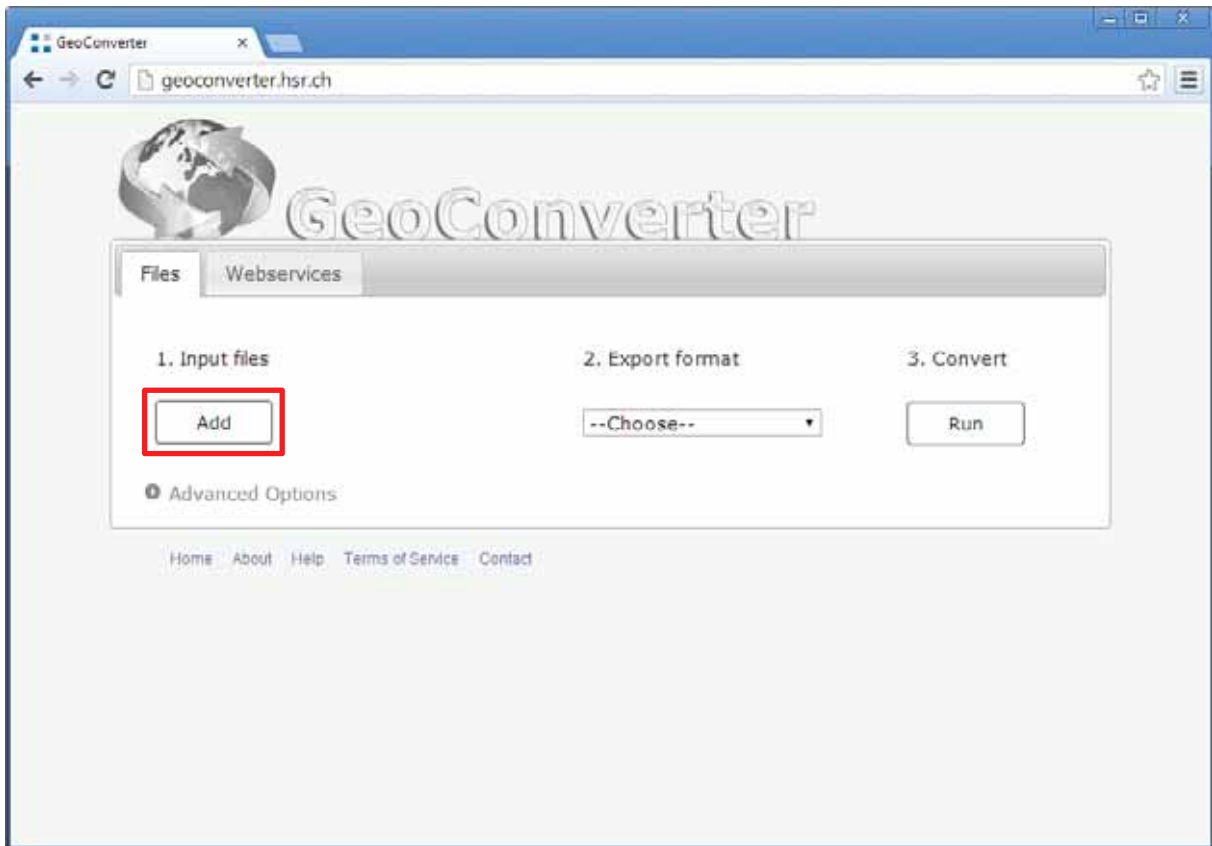 GeoConverter
geoconverter.hsr.ch
GeoConverter
Files Webservices
1. Input files 2. Export format 3. Convert
Add --Choose-- Run
Advanced Options
Home About Help Terms of Service Contact